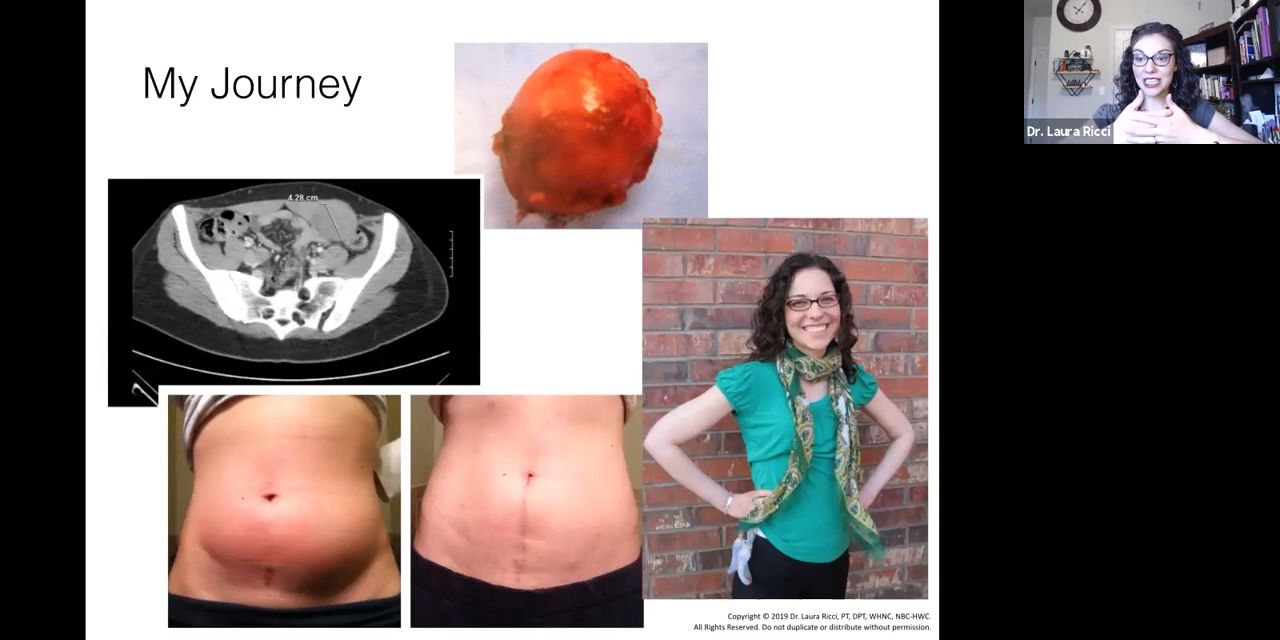 My Journey
4.28 cm
Dr. Laura Ricci
Copyright © 2019 Dr. Laura Ricci, PT, DPT, WHNC, NBC-HWC.
All Rights Reserved. Do not duplicate or distribute without permission.